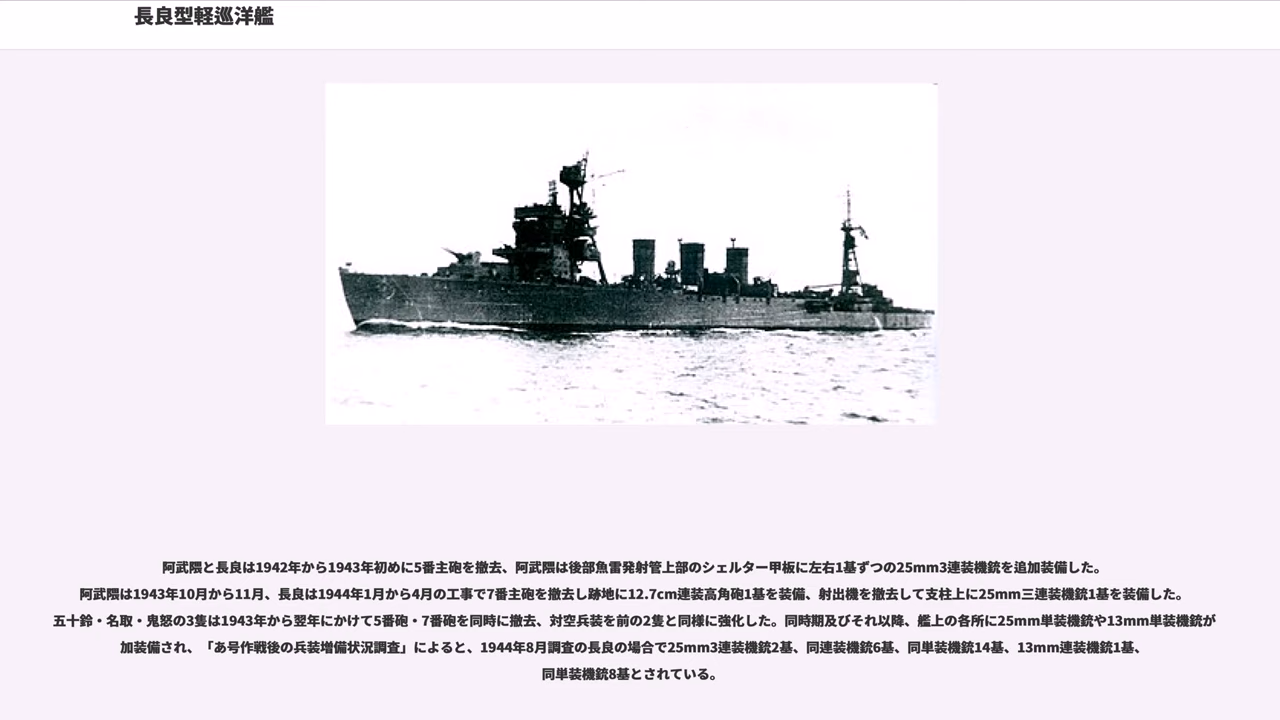 長良型軽巡洋艦
阿武隈と長良は1942年から1943年初めに5番主砲を撤去、阿武隈は後部魚雷発射管上部のシェルター甲板に左右1基ずつの25mm3連装機銃を追加装備した。
阿武隈は1943年10月から11月、長良は1944年1月から4月の工事で7番主砲を撤去し跡地に12.7cm連装高角砲1基を装備、射出機を撤去して支柱上に25mm三連装機銃1基を装備した。
五十鈴・名取・鬼怒の3隻は1943年から翌年にかけて5番砲・7番砲を同時に撤去、対空兵装を前の2隻と同様に強化した。同時期及びそれ以降、艦上の各所に25mm単装機銃や13mm単装機銃が
加装備され、「あ号作戦後の兵装増備状況調査」によると、1944年8月調査の長良の場合で25mm3連装機銃2基、同連装機銃6基、同単装機銃14基、13mm連装機銃1基、
同単装機銃8基とされている。